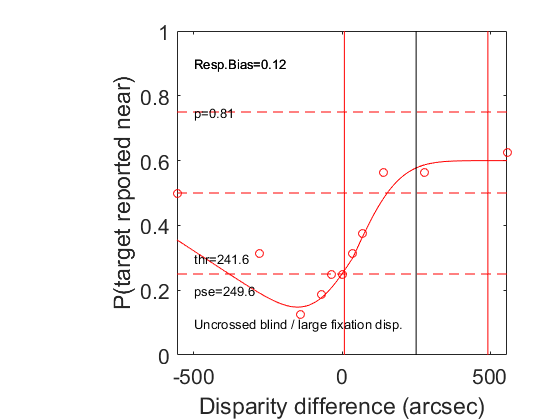 1
Resp.Bias=0.12
0.8
p=0.81
0.6
P(target reported near)
0.4
thr=241.6
0.2
pse=249.6
Uncrossed blind / large fixation disp.
0
-500 0 500
Disparity difference (arcsec)